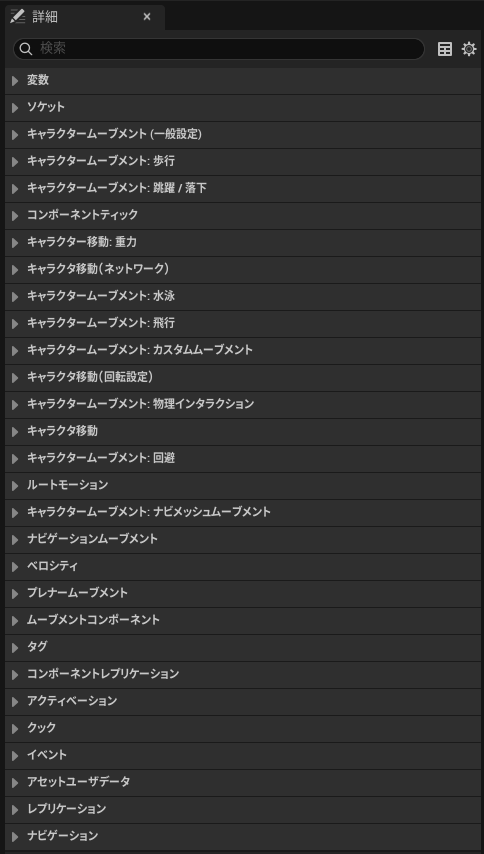 詳細
検索
変数
ソケット
キャラクタームーブメント (一般設定)
キャラクタームーブメント: 歩行
キャラクタームーブメント: 跳躍 / 落下
コンポーネントティック
キャラクター移動: 重力
キャラクタ移動(ネットワーク)
キャラクタームーブメント: 水泳
キャラクタームーブメント: 飛行
キャラクタームーブメント: カスタムムーブメント
キャラクタ移動(回転設定)
キャラクタームーブメント: 物理インタラクション
キャラクタ移動
キャラクタームーブメント: 回避
ルートモーション
キャラクタームーブメント: ナビメッシュムーブメント
ナビゲーションムーブメント
ベロシティ
プレナームーブメント
ムーブメントコンポーネント
タグ
コンポーネントレプリケーション
アクティベーション
クック
イベント
アセットユーザデータ
レプリケーション
ナビゲーション